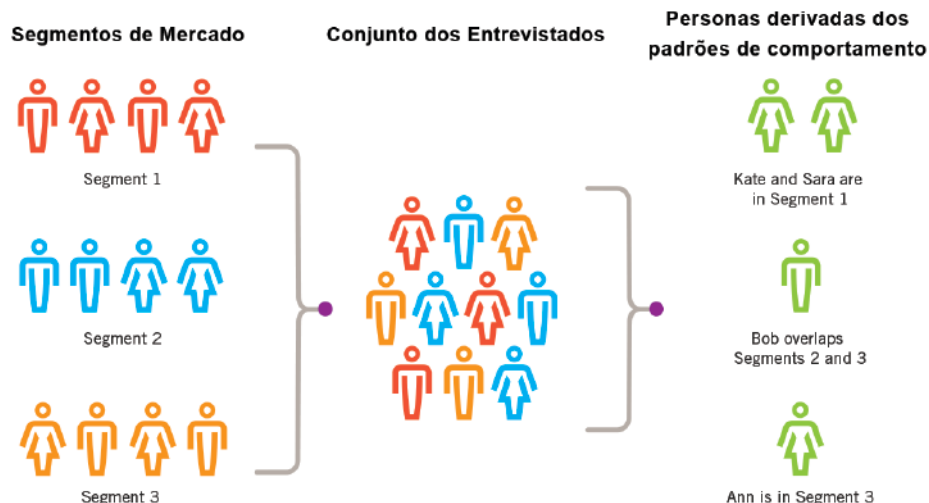 Segmentos de Mercado
Conjunto dos Entrevistados
Personas derivadas dos
padrões de comportamento
Segment 1
Segment 2
Segment 3
Kate and Sara are
in Segment 1
Bob overlaps
Segments 2 and 3
Ann is in Segment 3